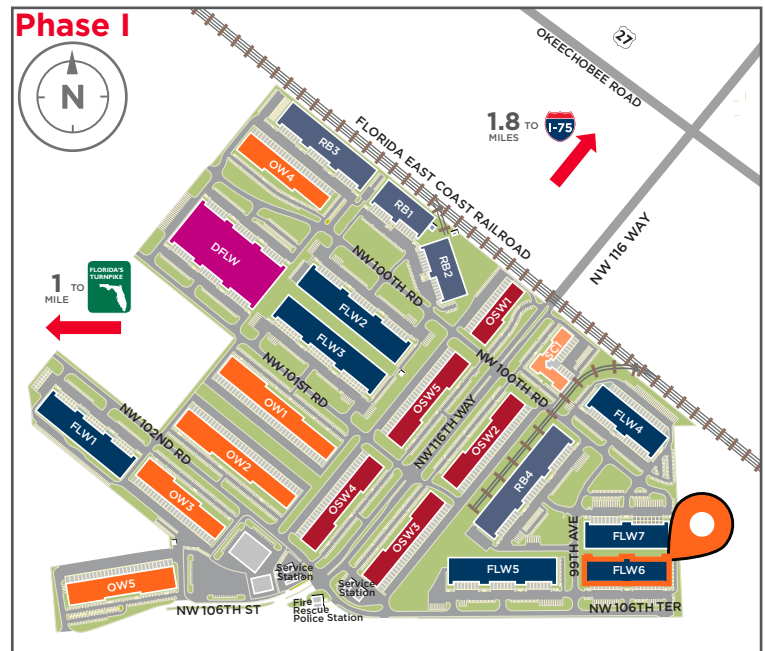 Phase I
N
27
OKEECHOBEE ROAD
1.8 TO
MILES
I-75
FLORIDA EAST COAST RAILROAD
NW 116 WAY
RB3
OW4
RB1
RB2
DFLW
NW 100TH RD
FLORIDA'S
TURNPIKE
1 TO
MILE
OSW1
FLW2
FLW3
SC1
NW 100TH RD
NW 101ST RD
OSW5
NW 116TH WAY
OW1
OSW2
FLW4
FLW1
NW 102ND RD
OW2
RB4
OW3
OSW4
OSW3
99TH AVE
FLW7
FLW6
FLW5
Service
Station
Service
Station
OW5
NW 106TH ST
Fire
Rescue
Police Station
NW 106TH TER